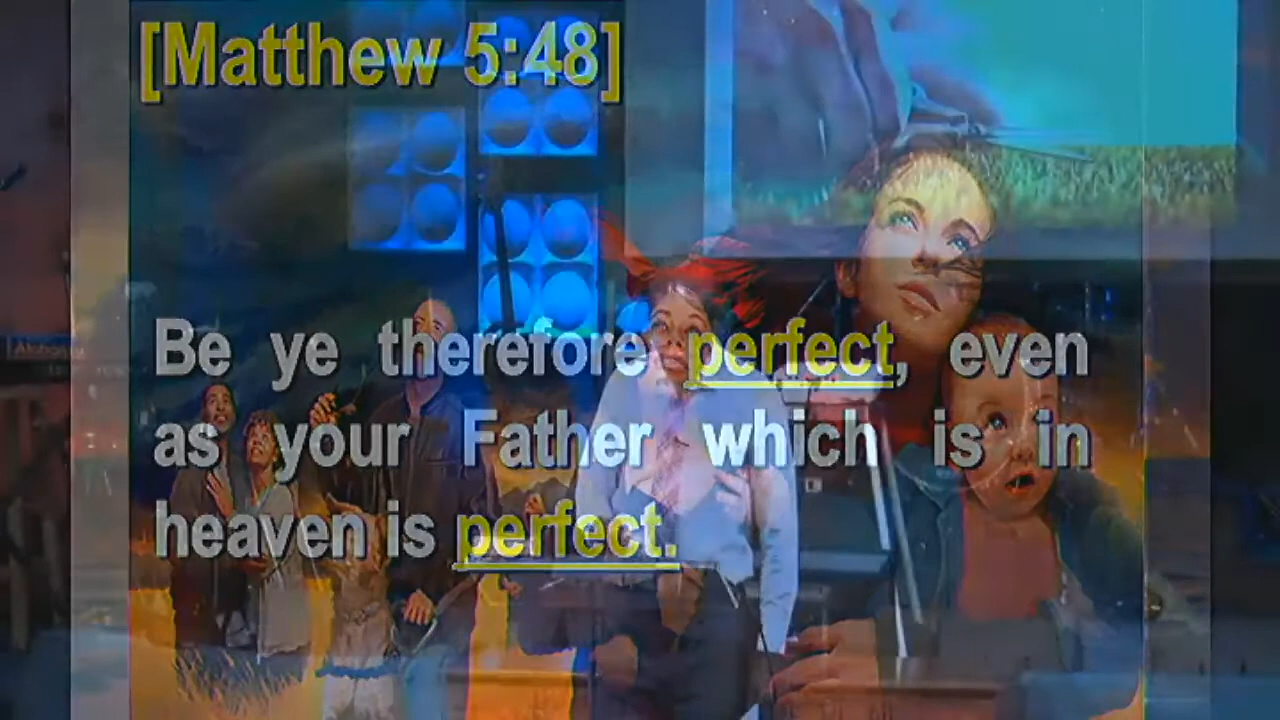 [Matthew 5:48]
Be ye therefore perfect, even
as your Father which is in
heaven is perfect.